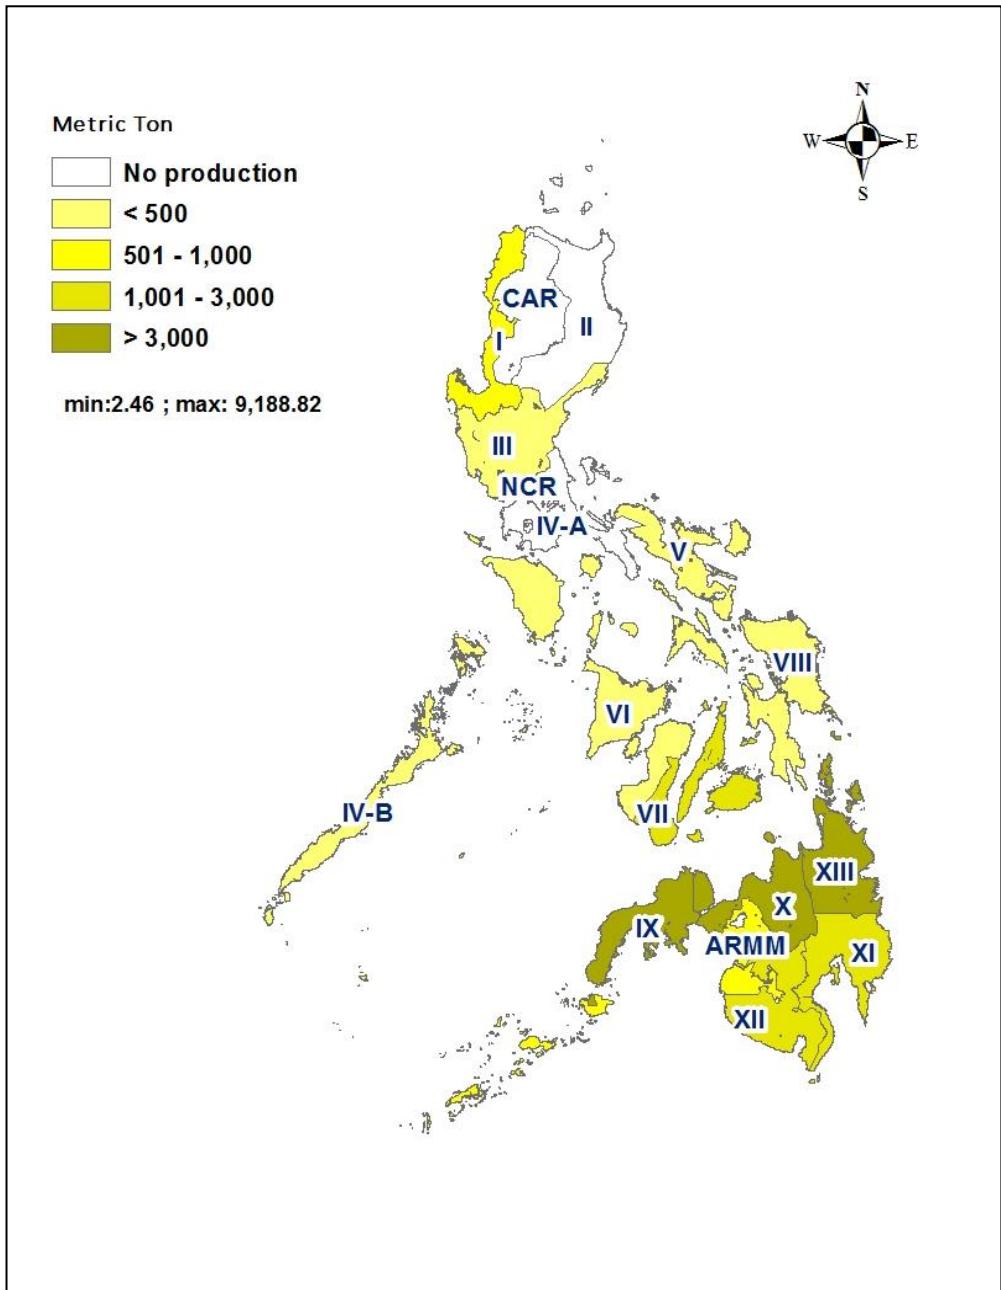 Metric Ton
No production
< 500
501 - 1,000
1,001 - 3,000
> 3,000
min:2.46 ; max: 9,188.82
N
W
E
S
CAR
II
I
III
NCR
IV-A
V
VIII
VI
IV-B
VII
XIII
X
IX
ARMM
XI
XII